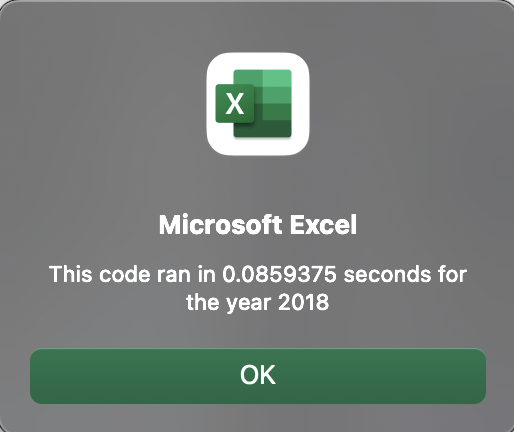 X
Microsoft Excel
This code ran in 0.0859375 seconds for
the year 2018
OK